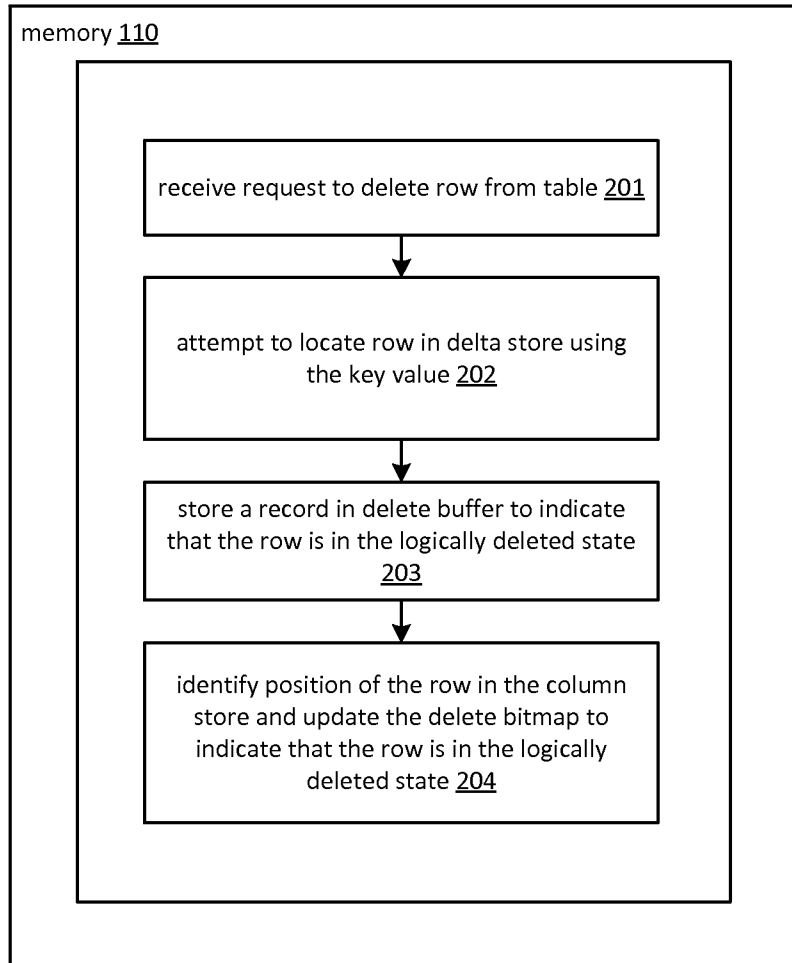 memory 110
receive request to delete row from table 201
attempt to locate row in delta store using
the key value 202
store a record in delete buffer to indicate
that the row is in the logically deleted state
203
identify position of the row in the column
store and update the delete bitmap to
indicate that the row is in the logically
deleted state 204